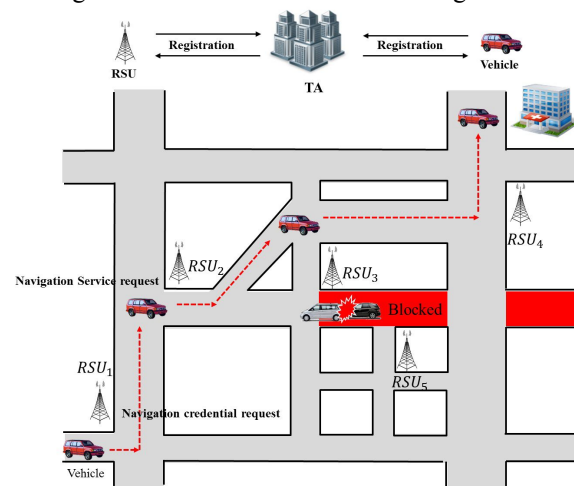 Registration
Registration
RSU
Vehicle
TA
RSU₄
RSU₂
RSU₃
Navigation Service request
Blocked
RSU₁
RSU₅
Navigation credential request
Vehicle